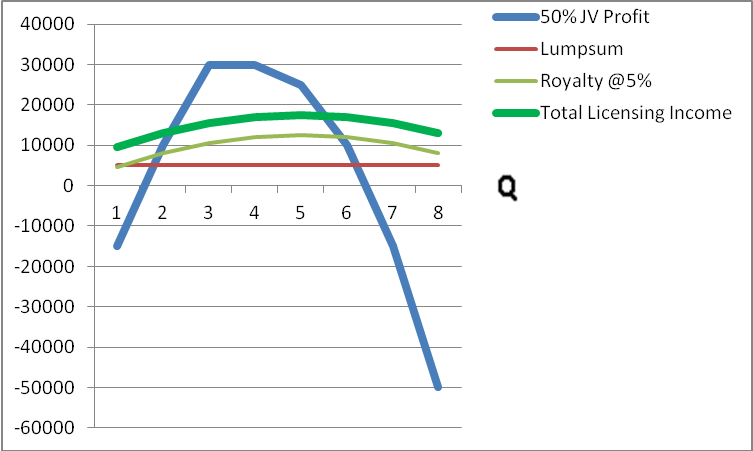 40000
30000
20000
10000
0
-10000
-20000
-30000
-40000
-50000
-60000
1 2 3 4 5 6 7 8
Q
50% JV Profit
Lumpsum
Royalty @5%
Total Licensing Income